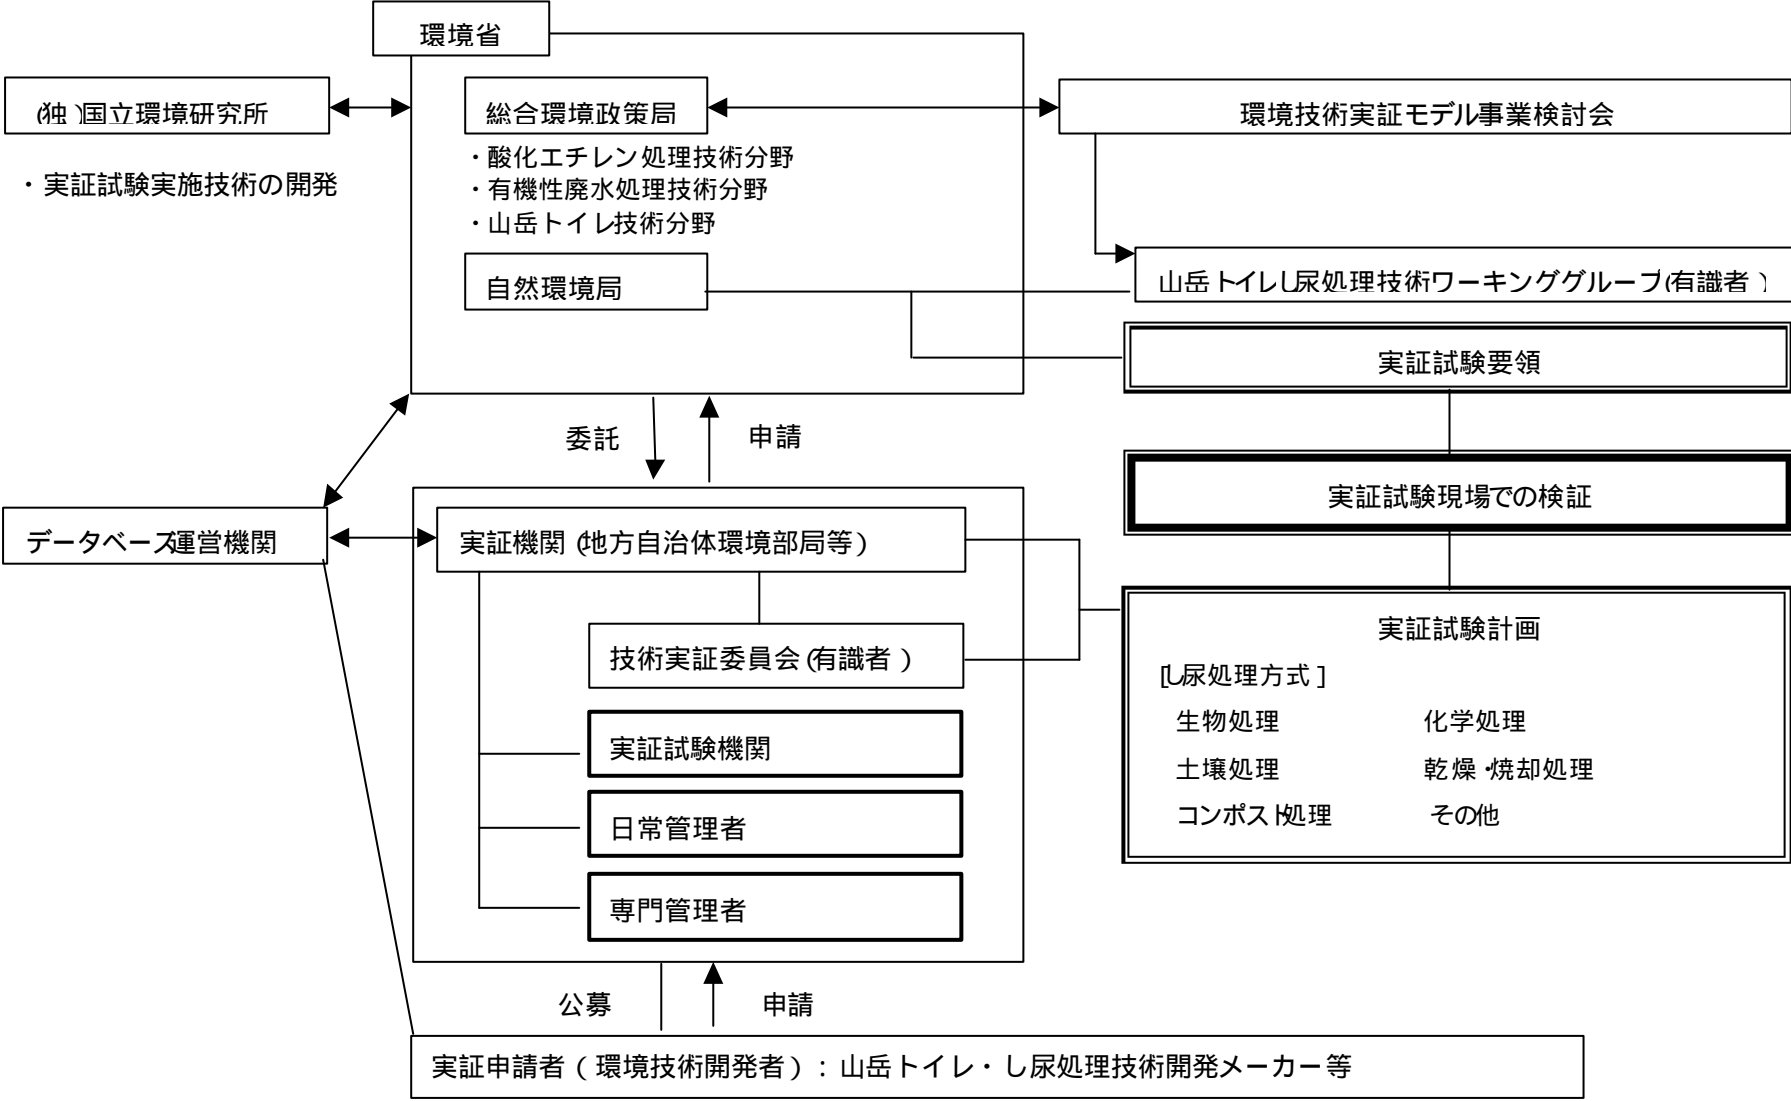 環境省
(独)国立環境研究所
・実証試験実施技術の開発
総合環境政策局
・酸化エチレン処理技術分野
・有機性廃水処理技術分野
・山岳トイレ技術分野
自然環境局
環境技術実証モデル事業検討会
山岳トイレし尿処理技術ワーキンググループ(有識者)
実証試験要領
委託
申請
実証試験現場での検証
データベース運営機関
実証機関(地方自治体環境部局等)
技術実証委員会(有識者)
実証試験機関
日常管理者
専門管理者
実証試験計画
[し尿処理方式]
生物処理 化学処理
土壌処理 乾燥・焼却処理
コンポスト処理 その他
公募
申請
実証申請者(環境技術開発者):山岳トイレ・し尿処理技術開発メーカー等